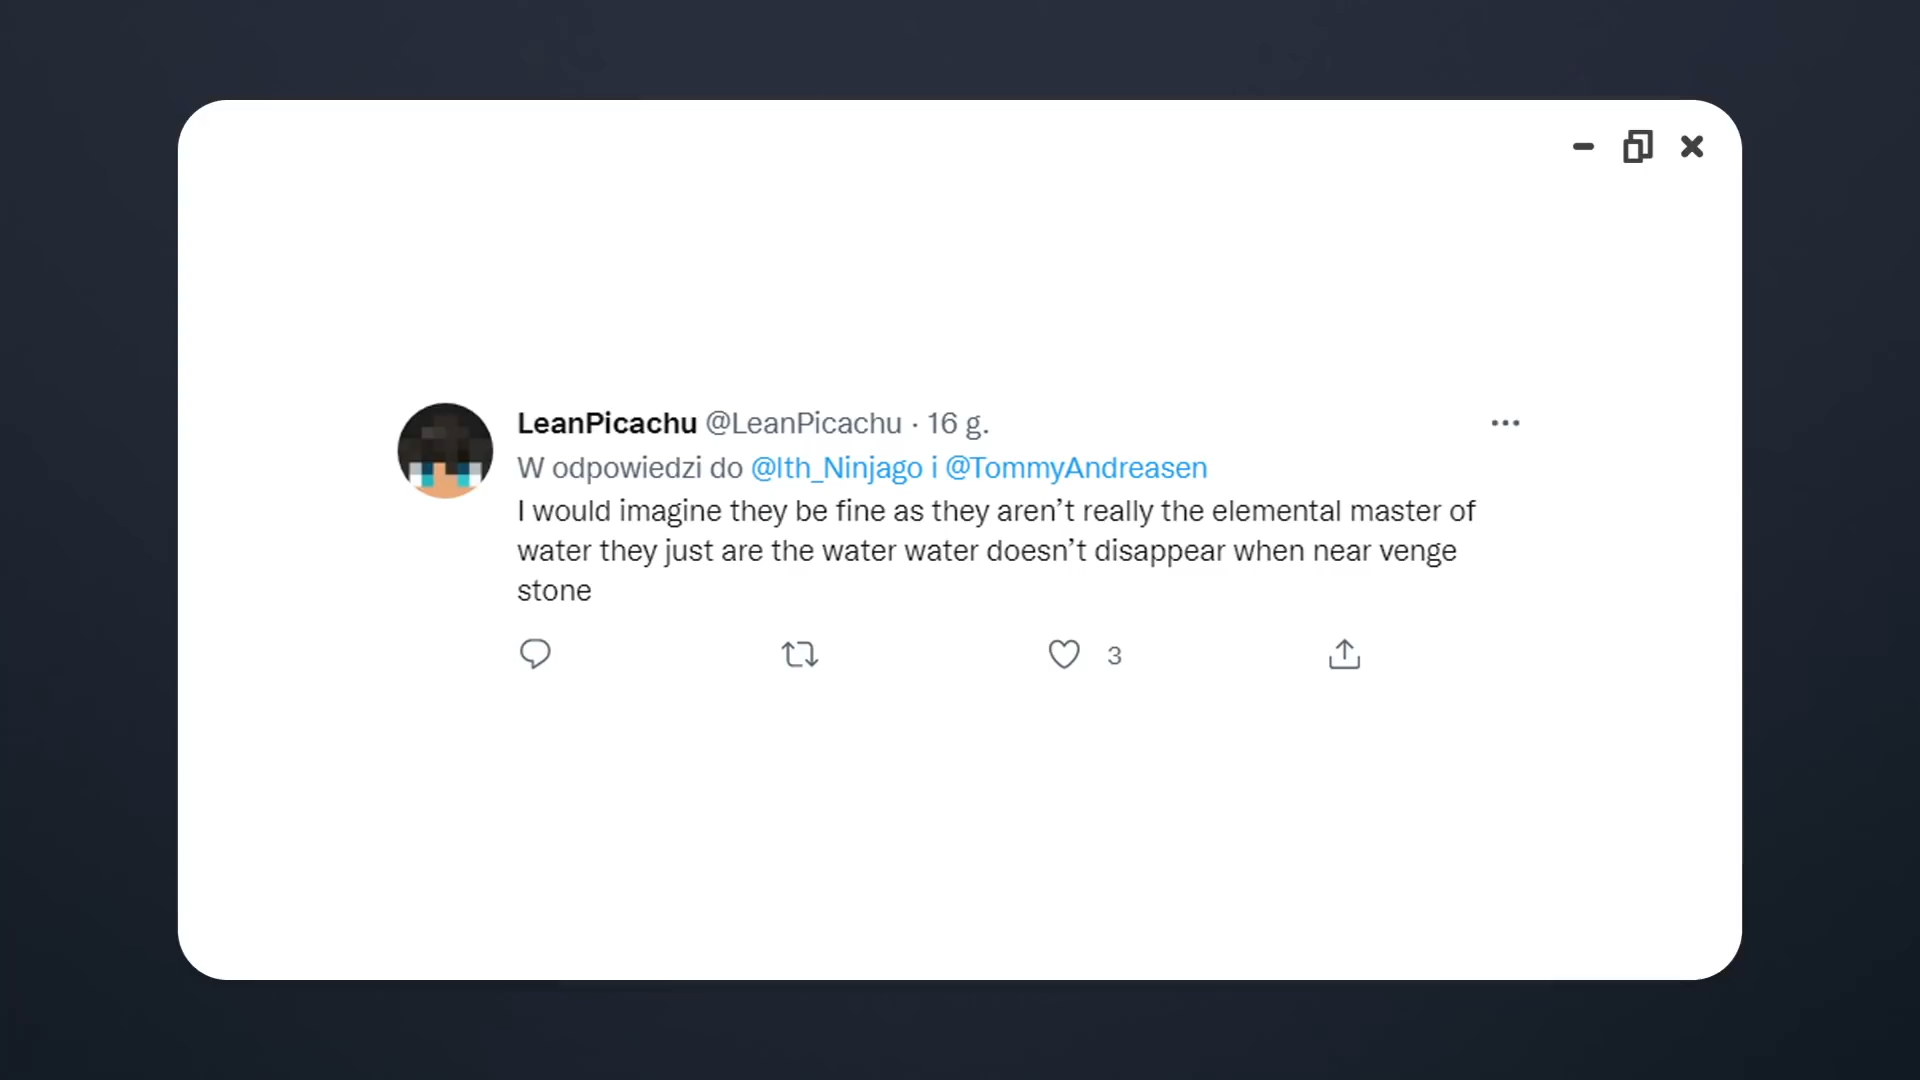 LeanPicachu @LeanPicachu · 16 g.
W odpowiedzi do @Ith_Ninjago i @TommyAndreasen
I would imagine they be fine as they aren’t really the elemental master of
water they just are the water water doesn’t disappear when near venge
stone
3